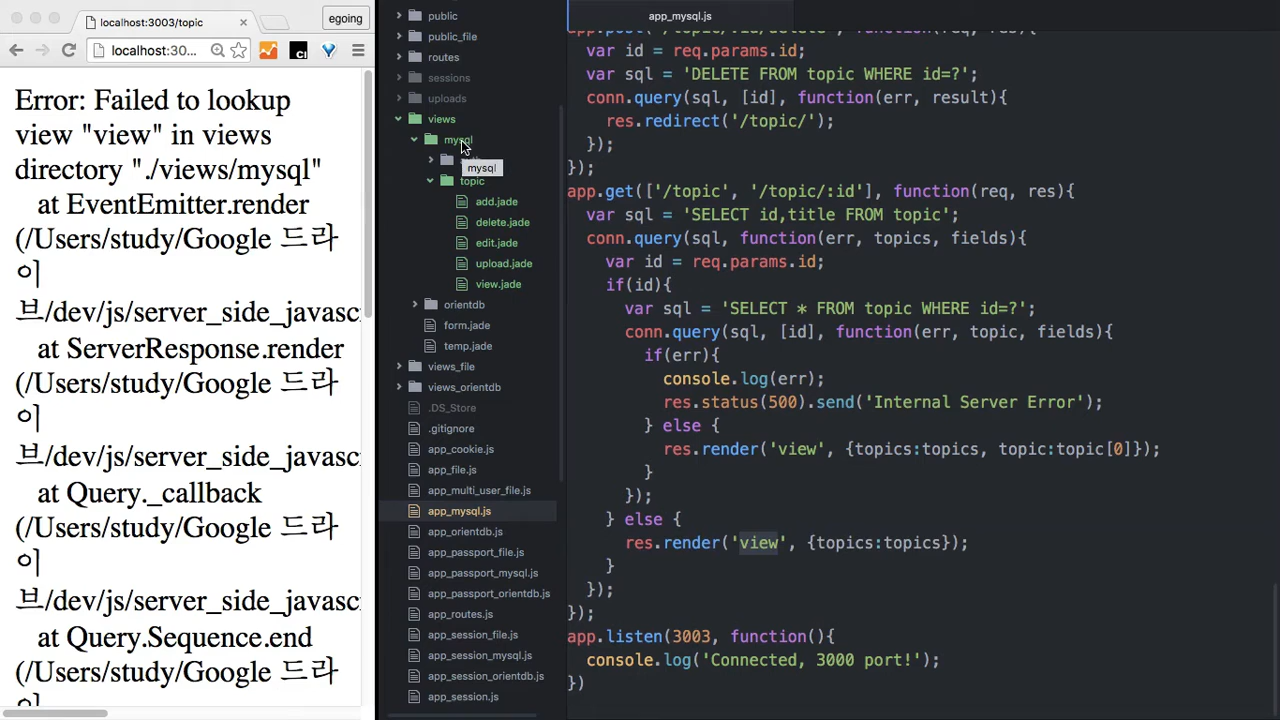 localhost:3003/topic
egoing
localhost:30...
Error: Failed to lookup
view "view" in views
directory "./views/mysql"
at EventEmitter.render
(/Users/study/Google 드라
이
브/dev/js/server_side_javasc
at ServerResponse.render
(/Users/study/Google 드라
이
브/dev/js/server_side_javasc
at Query._callback
(/Users/study/Google 드라
이
브/dev/js/server_side_javasc
at Query.Sequence.end
(/Users/study/Google 드라
public
public_file
routes
sessions
uploads
views
mysql
mysql
topic
add.jade
delete.jade
edit.jade
upload.jade
view.jade
orientdb
form.jade
temp.jade
views_file
views_orientdb
.DS_Store
.gitignore
app_cookie.js
app_file.js
app_multi_user_file.js
app_mysql.js
app_orientdb.js
app_passport_file.js
app_passport_mysql.js
app_passport_orientdb.js
app_routes.js
app_session_file.js
app_session_mysql.js
app_session_orientdb.js
app_session.js
app_mysql.js
app.post('/topic/:id/delete', function(req, res){
var id = req.params.id;
var sql = 'DELETE FROM topic WHERE id=?';
conn.query(sql, [id], function(err, result){
res.redirect('/topic/');
});
});
app.get(['/topic', '/topic/:id'], function(req, res){
var sql = 'SELECT id,title FROM topic';
conn.query(sql, function(err, topics, fields){
var id = req.params.id;
if(id){
var sql = 'SELECT * FROM topic WHERE id=?';
conn.query(sql, [id], function(err, topic, fields){
if(err){
console.log(err);
res.status(500).send('Internal Server Error');
} else {
res.render('view', {topics:topics, topic:topic[0]});
}
});
} else {
res.render('view', {topics:topics});
}
});
});
app.listen(3003, function(){
console.log('Connected, 3000 port!');
})